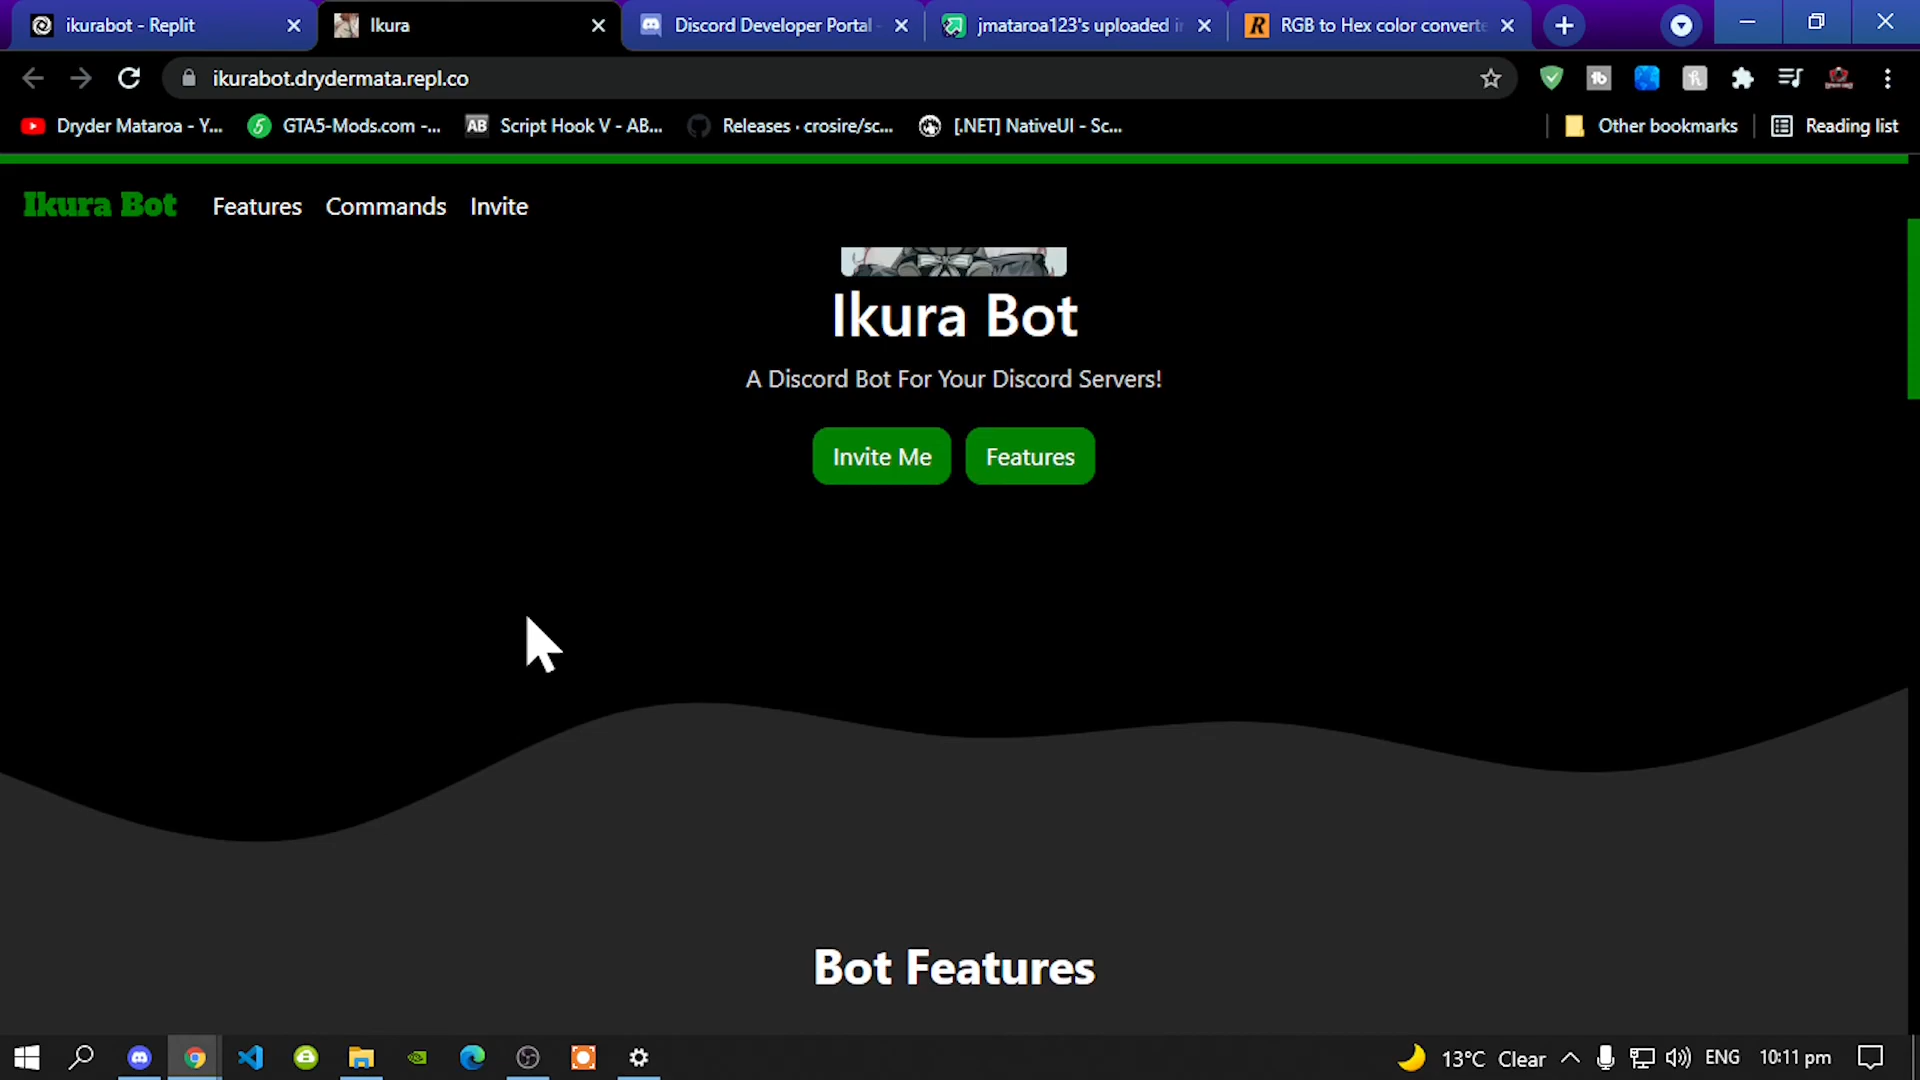 ikurabot - Replit
Ikura
Discord Developer Portal -
jmataroa123's uploaded i
RGB to Hex color converte
ikurabot.drydermata.repl.co
Dryder Mataroa - Y...
GTA5-Mods.com -...
AB Script Hook V - AB...
Releases · crosire/sc...
[.NET] NativeUI - Sc...
Other bookmarks
Reading list
Ikura Bot
Features
Commands
Invite
Ikura Bot
A Discord Bot For Your Discord Servers!
Invite Me
Features
Bot Features
13°C Clear
ENG
10:11 pm